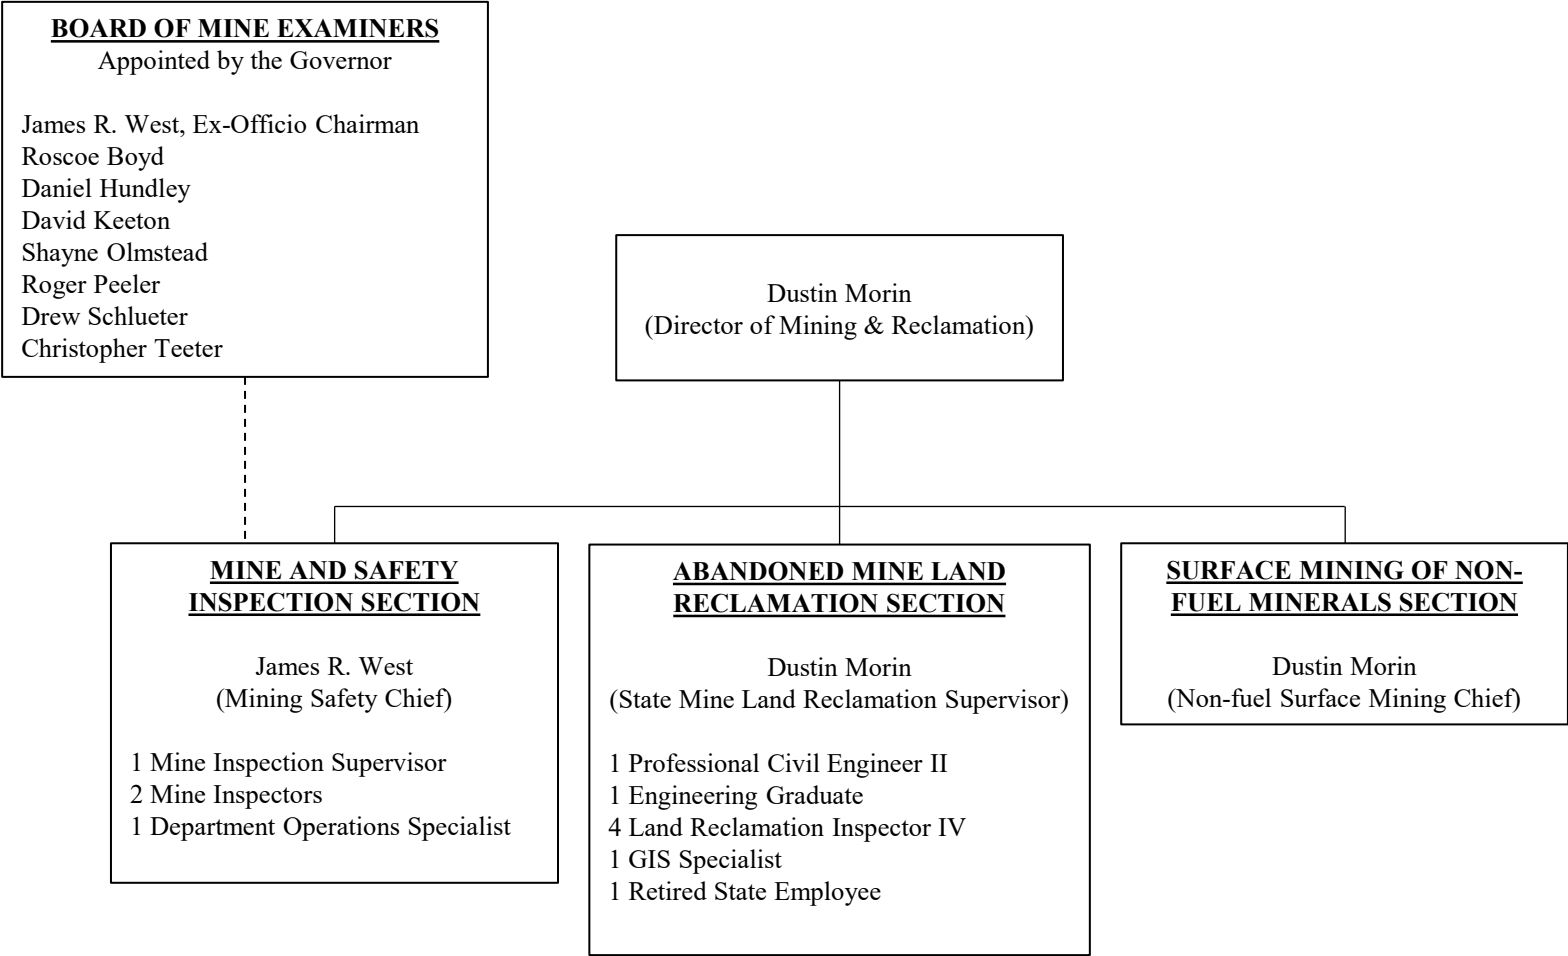 BOARD OF MINE EXAMINERS
Appointed by the Governor
James R. West, Ex-Officio Chairman
Roscoe Boyd
Daniel Hundley
David Keeton
Shayne Olmstead
Roger Peeler
Drew Schlueter
Christopher Teeter
Dustin Morin
(Director of Mining & Reclamation)
MINE AND SAFETY
INSPECTION SECTION
James R. West
(Mining Safety Chief)
1 Mine Inspection Supervisor
2 Mine Inspectors
1 Department Operations Specialist
ABANDONED MINE LAND
RECLAMATION SECTION
Dustin Morin
(State Mine Land Reclamation Supervisor)
1 Professional Civil Engineer II
1 Engineering Graduate
4 Land Reclamation Inspector IV
1 GIS Specialist
1 Retired State Employee
SURFACE MINING OF NON-
FUEL MINERALS SECTION
Dustin Morin
(Non-fuel Surface Mining Chief)